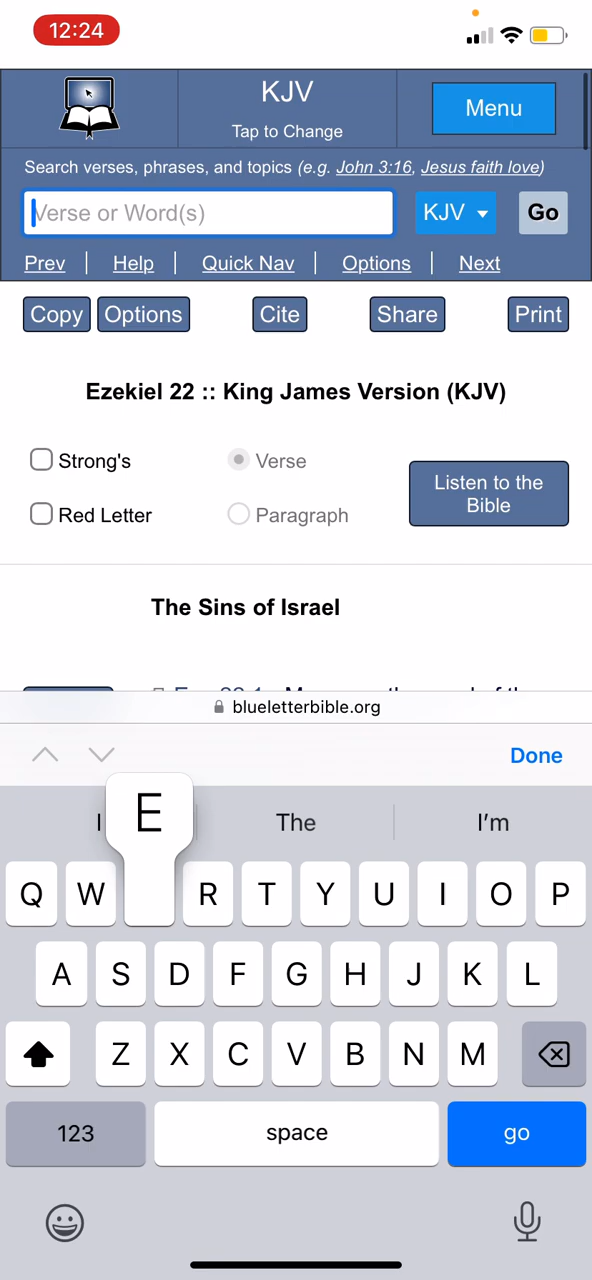 12:24
KJV
Tap to Change
Menu
Search verses, phrases, and topics (e.g. John 3:16, Jesus faith love)
Verse or Word(s)
KJV
Go
Prev | Help | Quick Nav | Options | Next
Copy Options Cite Share Print
Ezekiel 22 :: King James Version (KJV)
Strong's Verse
Red Letter Paragraph
Listen to the
Bible
The Sins of Israel
blueletterbible.org
Done
I The I'm
E
Q W R T Y U I O P
A S D F G H J K L
Z X C V B N M
123 space go